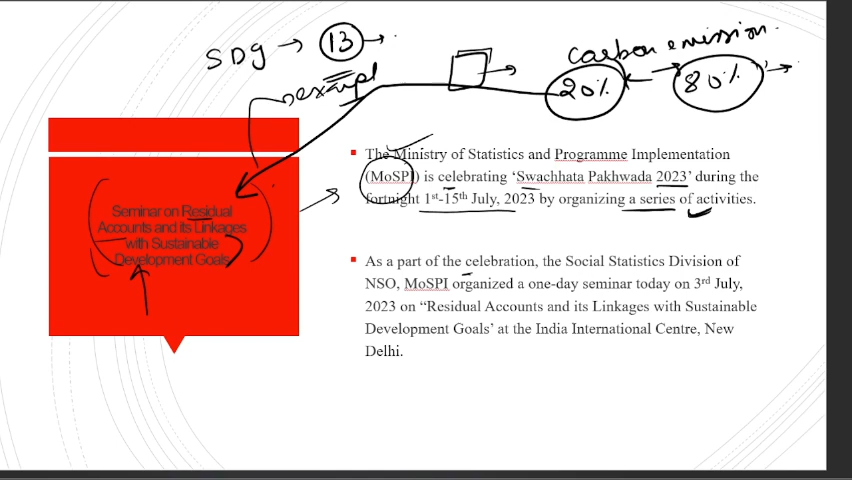 SDG → 13 →
Carbon emission
exampl
20% 80%
Seminar on Residual
Accounts and its Linkages
with Sustainable
Development Goals
The Ministry of Statistics and Programme Implementation
(MoSPI) is celebrating ‘Swachhata Pakhwada 2023’ during the
fortnight 1st-15th July, 2023 by organizing a series of activities.
As a part of the celebration, the Social Statistics Division of
NSO, MoSPI organized a one-day seminar today on 3rd July,
2023 on “Residual Accounts and its Linkages with Sustainable
Development Goals’ at the India International Centre, New
Delhi.